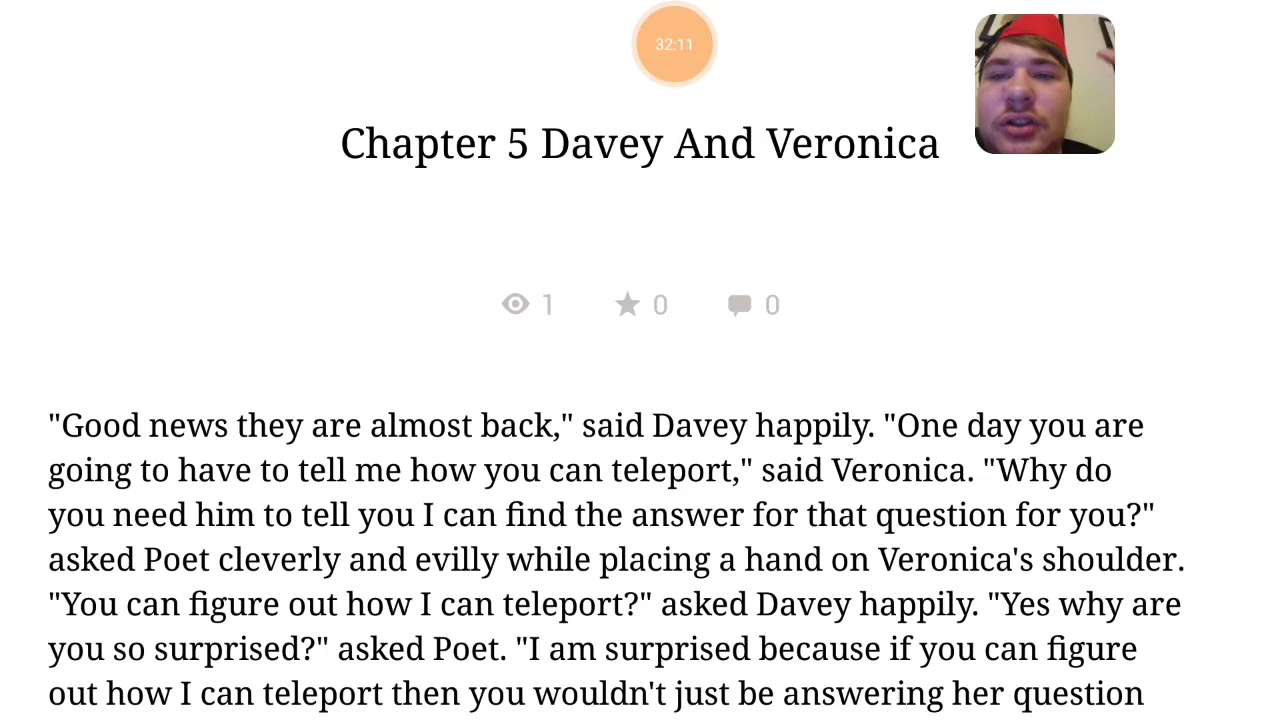 32:11
Chapter 5 Davey And Veronica
1 0 0
"Good news they are almost back," said Davey happily. "One day you are
going to have to tell me how you can teleport," said Veronica. "Why do
you need him to tell you I can find the answer for that question for you?"
asked Poet cleverly and evilly while placing a hand on Veronica's shoulder.
"You can figure out how I can teleport?" asked Davey happily. "Yes why are
you so surprised?" asked Poet. "I am surprised because if you can figure
out how I can teleport then you wouldn't just be answering her question